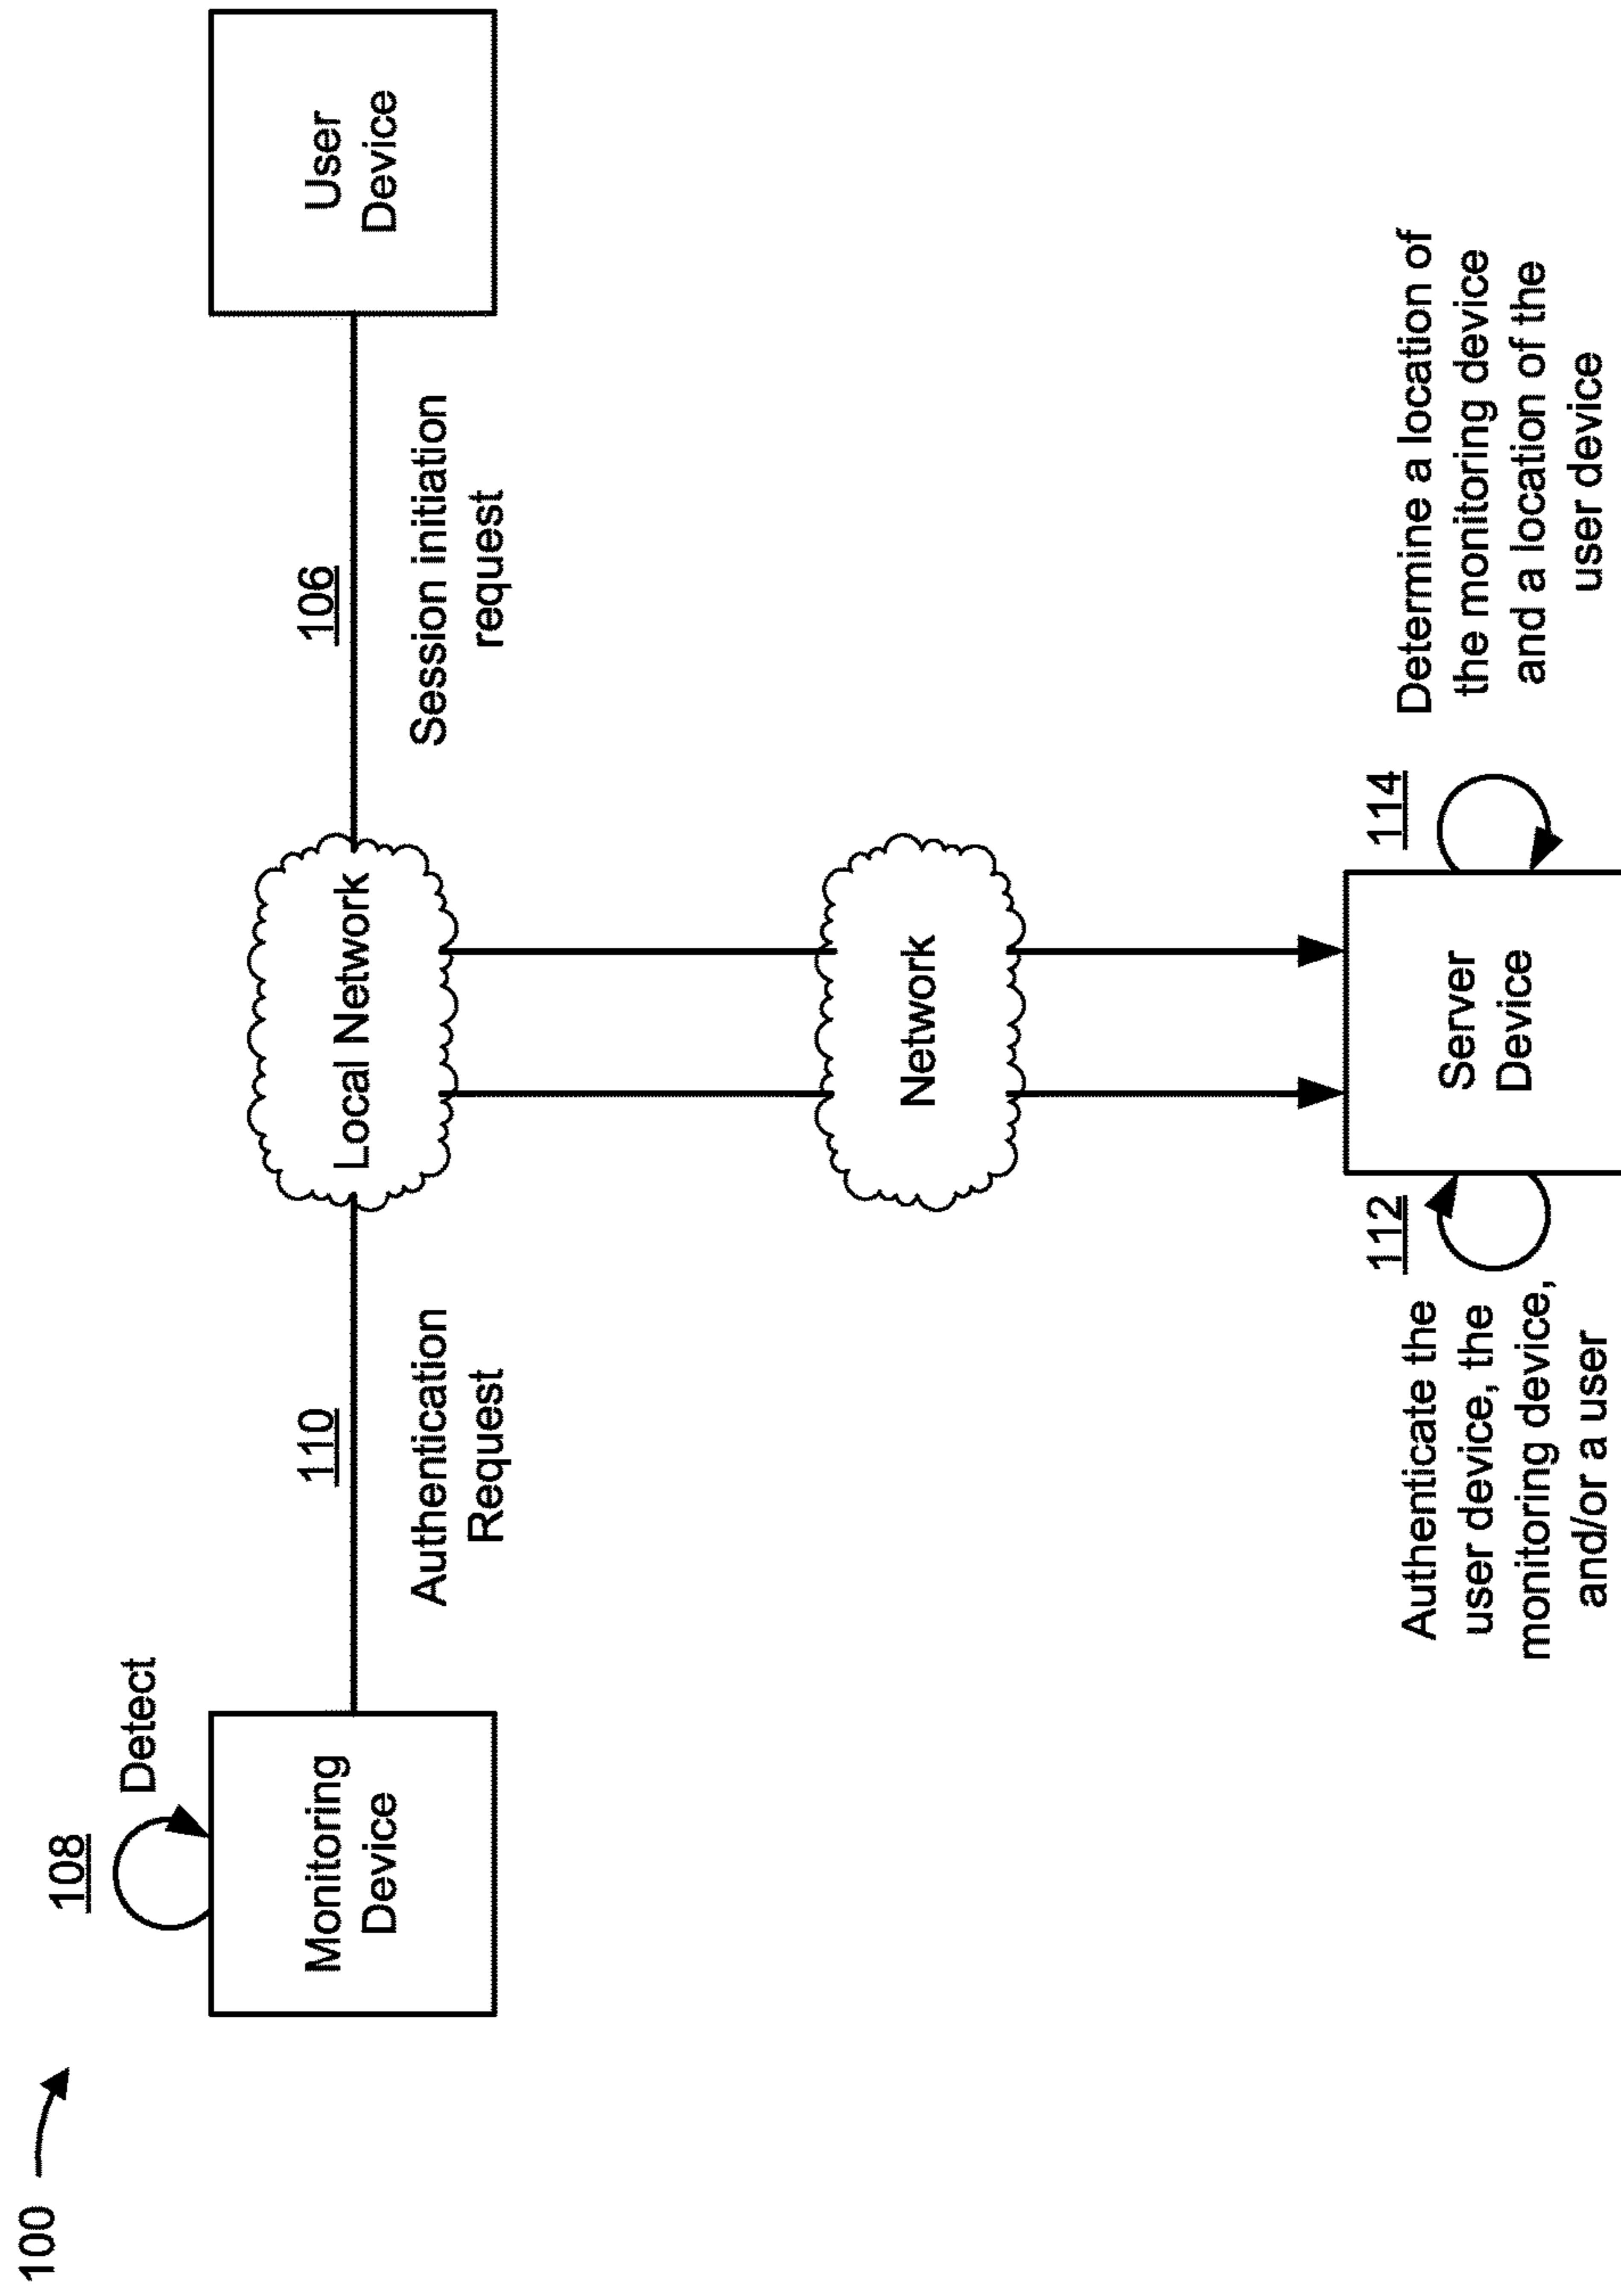 100
108
Detect
Monitoring
Device
110
Authentication
Request
Local Network
106
Session initiation
request
User
Device
Network
112
Authenticate the
user device, the
monitoring device,
and/or a user
Server
Device
114
Determine a location of
the monitoring device
and a location of the
user device